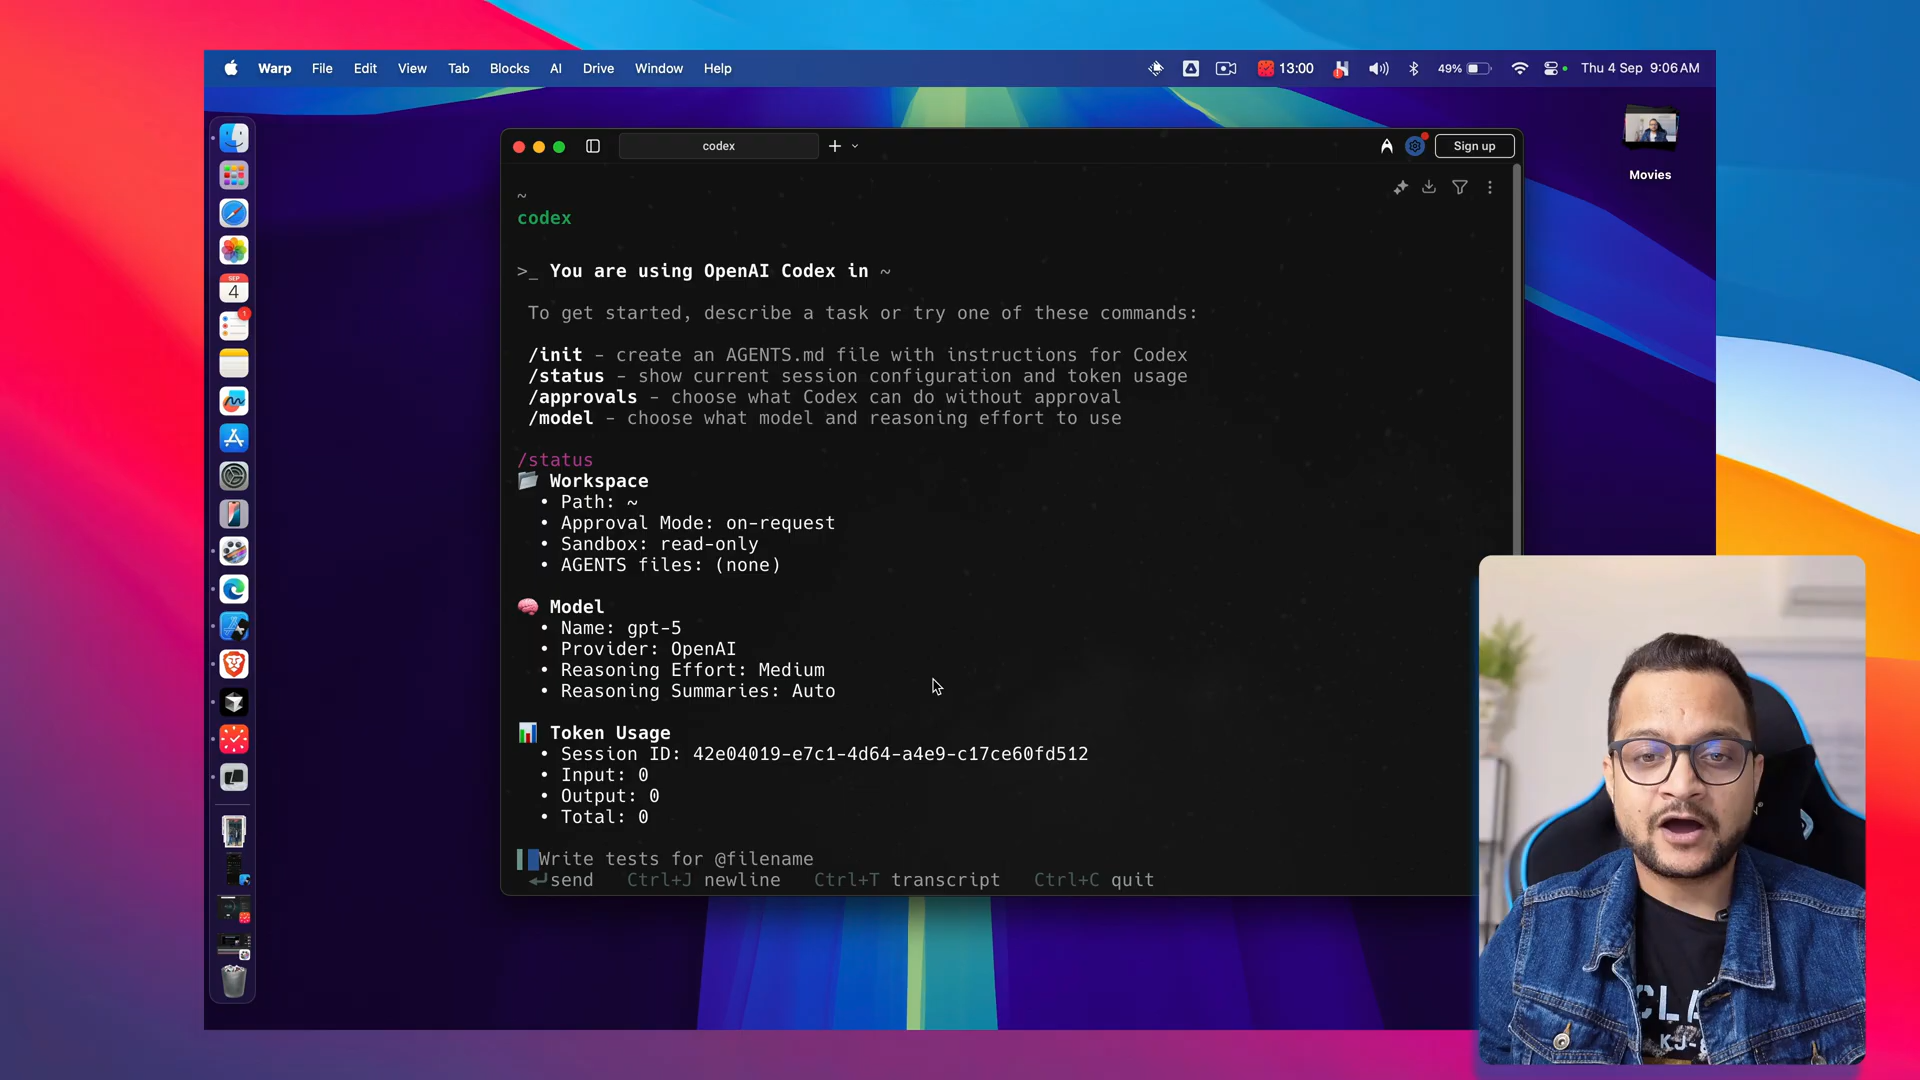 Warp File Edit View Tab Blocks AI Drive Window Help 13:00 49% Thu 4 Sep 9:06 AM
codex Sign up
Movies
~
codex
>_ You are using OpenAI Codex in ~
To get started, describe a task or try one of these commands:
/init - create an AGENTS.md file with instructions for Codex
/status - show current session configuration and token usage
/approvals - choose what Codex can do without approval
/model - choose what model and reasoning effort to use
/status
Workspace
• Path: ~
• Approval Mode: on-request
• Sandbox: read-only
• AGENTS files: (none)
Model
• Name: gpt-5
• Provider: OpenAI
• Reasoning Effort: Medium
• Reasoning Summaries: Auto
Token Usage
• Session ID: 42e04019-e7c1-4d64-a4e9-c17ce60fd512
• Input: 0
• Output: 0
• Total: 0
Write tests for @filename
send Ctrl+J newline Ctrl+T transcript Ctrl+C quit
SEP
4
1